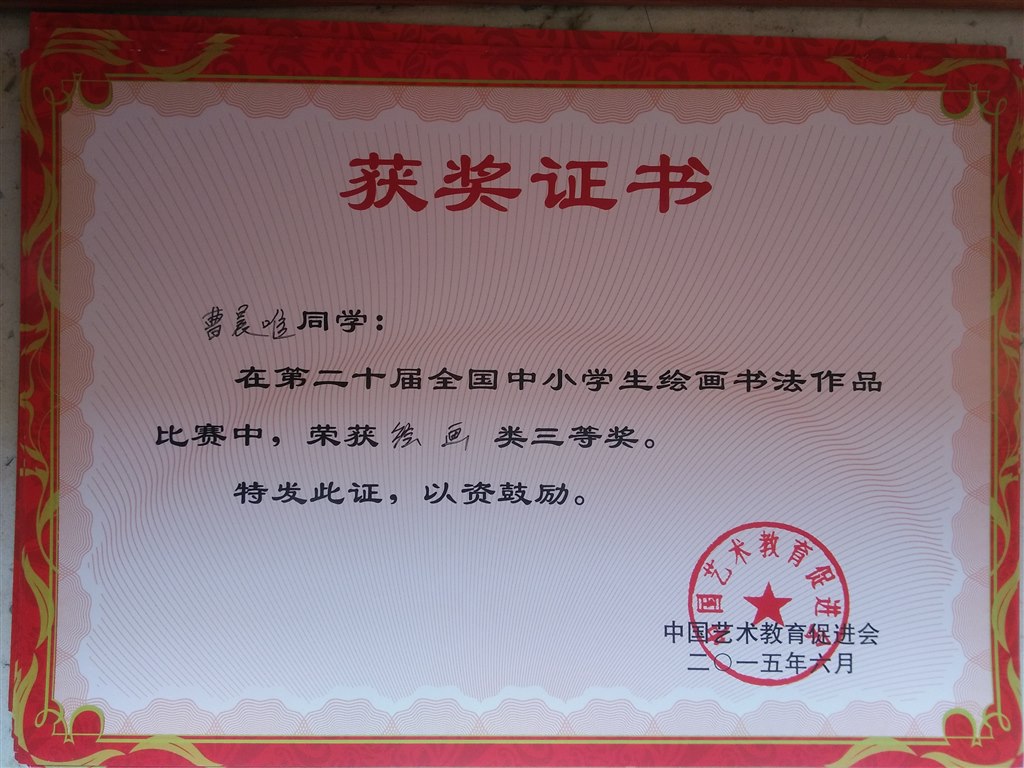 获奖证书
曹晨唯同学：
在第二十届全国中小学生绘画书法作品
比赛中，荣获绘画类三等奖。
特发此证，以资鼓励。
中国艺术教育促进会
中国艺术教育促进会
二〇一五年六月